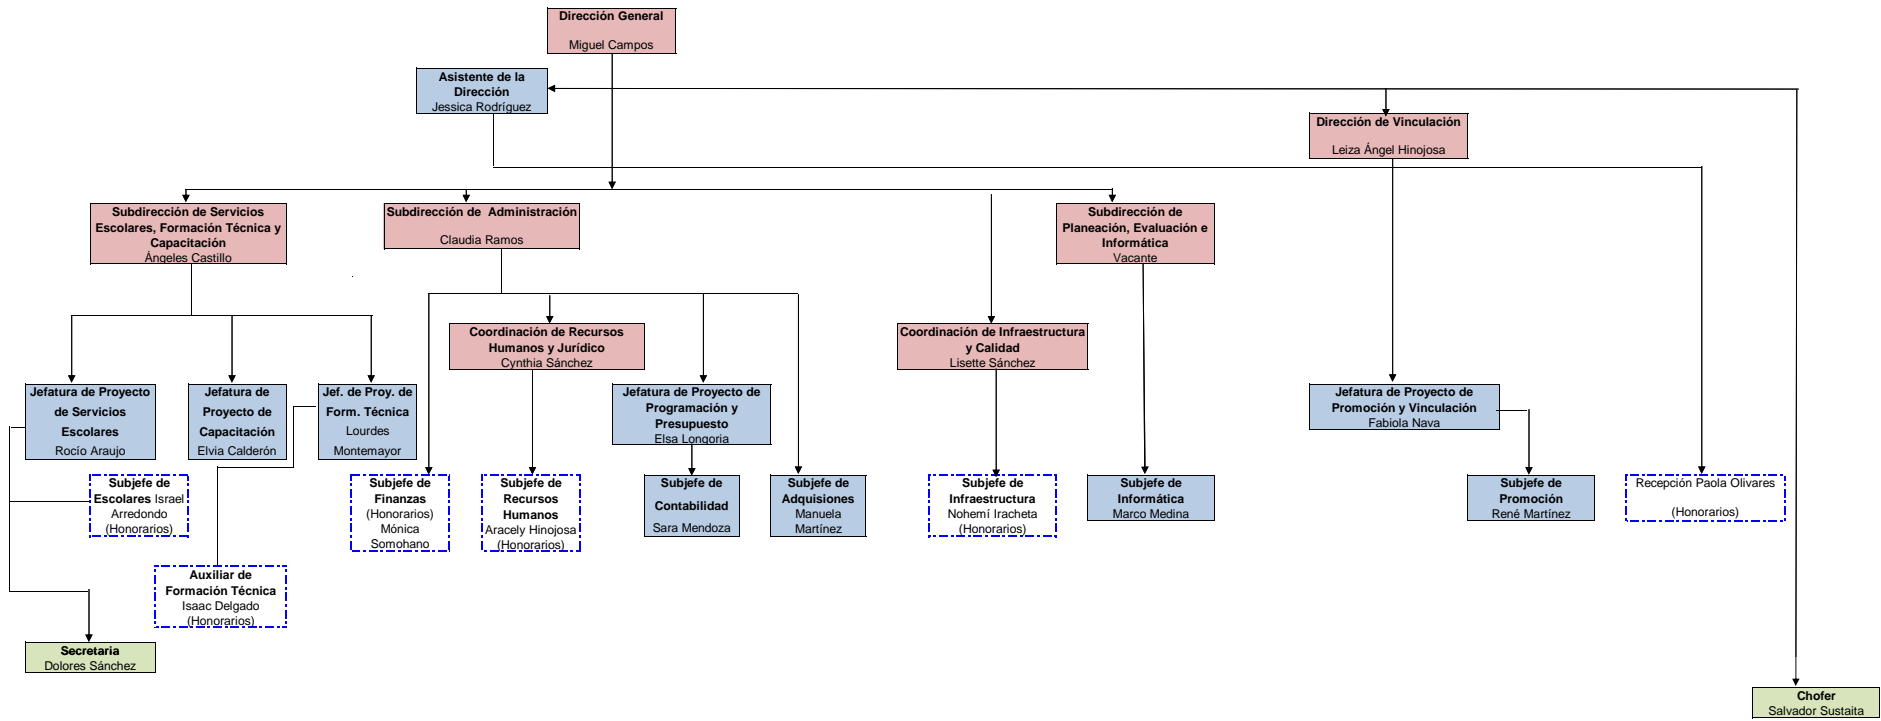 Dirección General
Miguel Campos
Asistente de la
Dirección
Jessica Rodríguez
Dirección de Vinculación
Leiza Ángel Hinojosa
Subdirección de Servicios
Escolares, Formación Técnica y
Capacitación
Ángeles Castillo
Subdirección de Administración
Claudia Ramos
Subdirección de
Planeación, Evaluación e
Informática
Vacante
Coordinación de Recursos
Humanos y Jurídico
Cynthia Sánchez
Coordinación de Infraestructura
y Calidad
Lisette Sánchez
Jefatura de Proyecto
de Servicios
Escolares
Rocío Araujo
Jefatura de
Proyecto de
Capacitación
Elvia Calderón
Jef. de Proy. de
Form. Técnica
Lourdes
Montemayor
Jefatura de Proyecto de
Programación y
Presupuesto
Elsa Longoria
Jefatura de Proyecto de
Promoción y Vinculación
Fabiola Nava
Subjefe de
Escolares Israel
Arredondo
(Honorarios)
Subjefe de
Finanzas
(Honorarios)
Mónica
Somohano
Subjefe de
Recursos
Humanos
Aracely Hinojosa
(Honorarios)
Subjefe de
Contabilidad
Sara Mendoza
Subjefe de
Adquisiones
Manuela
Martínez
Subjefe de
Infraestructura
Nohemí Iracheta
(Honorarios)
Subjefe de
Informática
Marco Medina
Subjefe de
Promoción
René Martínez
Recepción Paola Olivares
(Honorarios)
Auxiliar de
Formación Técnica
Isaac Delgado
(Honorarios)
Secretaria
Dolores Sánchez
Chofer
Salvador Sustaita